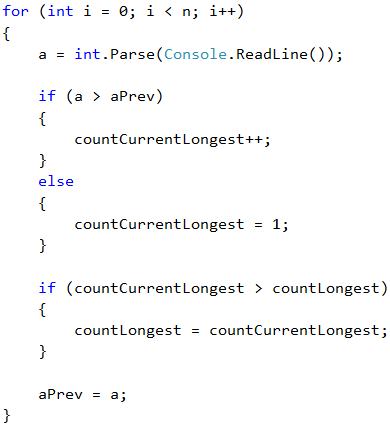 for (int i = 0; i < n; i++)
{
    a = int.Parse(Console.ReadLine());

    if (a > aPrev)
    {
        countCurrentLongest++;
    }
    else
    {
        countCurrentLongest = 1;
    }

    if (countCurrentLongest > countLongest)
    {
        countLongest = countCurrentLongest;
    }

    aPrev = a;
}